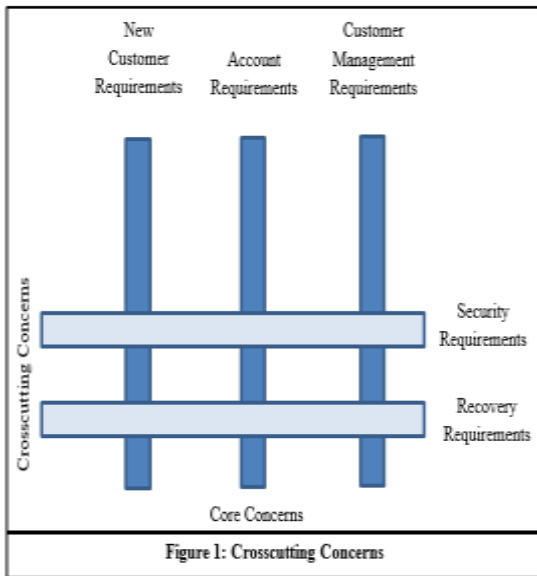 New
Customer
Requirements
Account
Requirements
Customer
Management
Requirements
Crosscutting Concerns
Security
Requirements
Recovery
Requirements
Core Concerns
Figure 1: Crosscutting Concerns